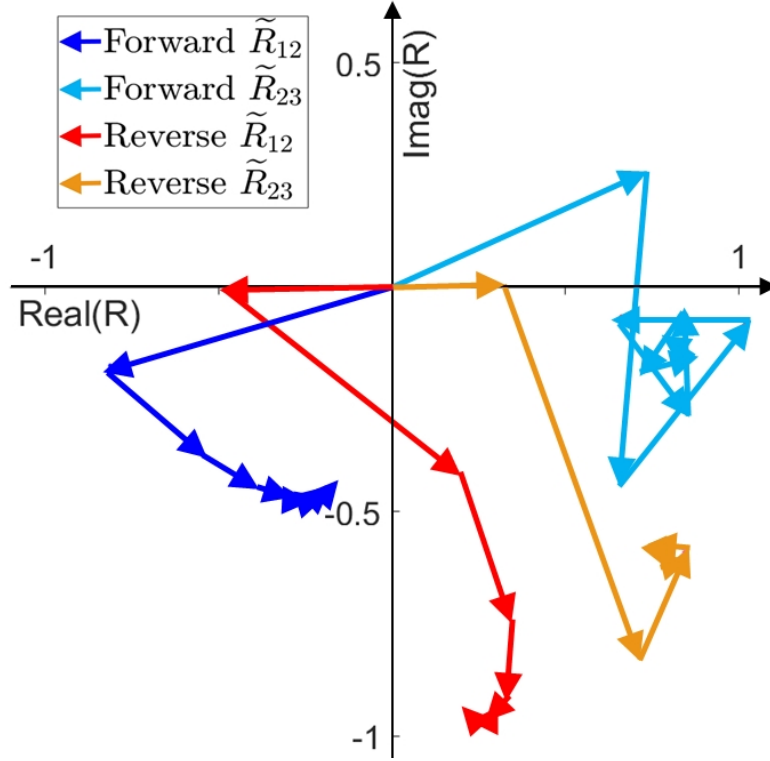 Forward R̃₁₂
Forward R̃₂₃
Reverse R̃₁₂
Reverse R̃₂₃
0.5
Imag(R)
-1
1
Real(R)
-0.5
-1